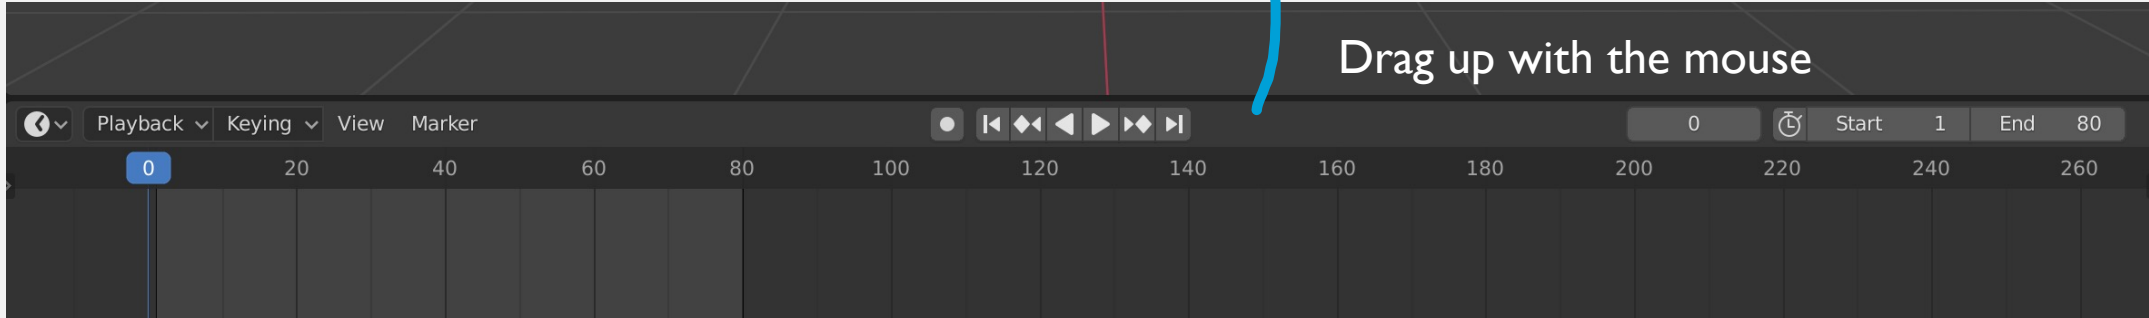 Drag up with the mouse
Playback Keying View Marker 0 Start 1 End 80
0 20 40 60 80 100 120 140 160 180 200 220 240 260